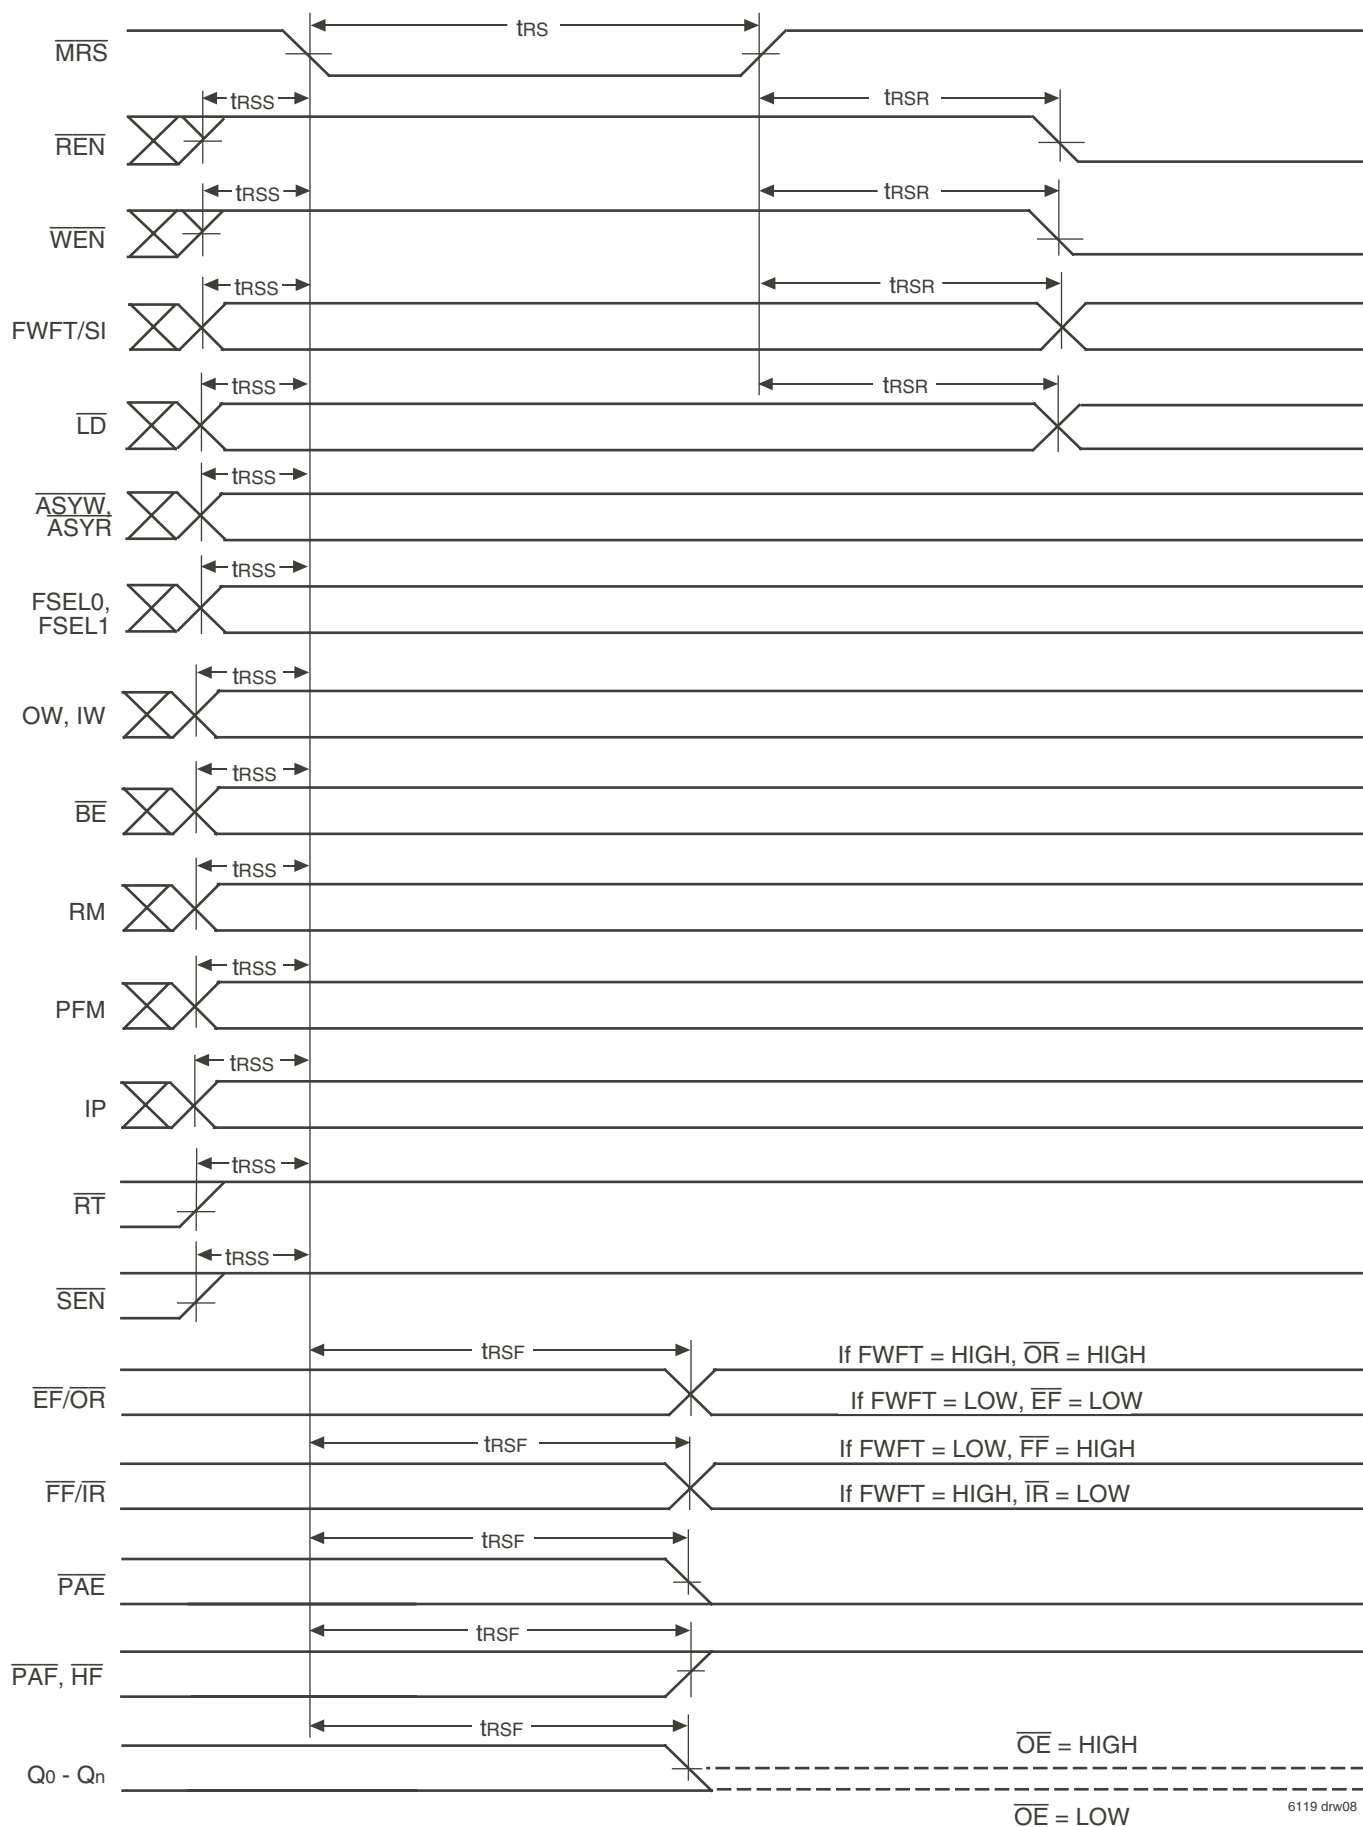 tRS
MRS
tRSS tRSR
REN
tRSS tRSR
WEN
tRSS tRSR
FWFT/SI
tRSS tRSR
LD
tRSS
ASYW,
ASYR
tRSS
FSEL0,
FSEL1
tRSS
OW, IW
tRSS
BE
tRSS
RM
tRSS
PFM
tRSS
IP
tRSS
RT
tRSS
SEN
tRSF If FWFT = HIGH, OR = HIGH
EF/OR If FWFT = LOW, EF = LOW
tRSF If FWFT = LOW, FF = HIGH
FF/IR If FWFT = HIGH, IR = LOW
tRSF
PAE
tRSF
PAF, HF
tRSF
OE = HIGH
Q0 - Qn
OE = LOW
6119 drw08